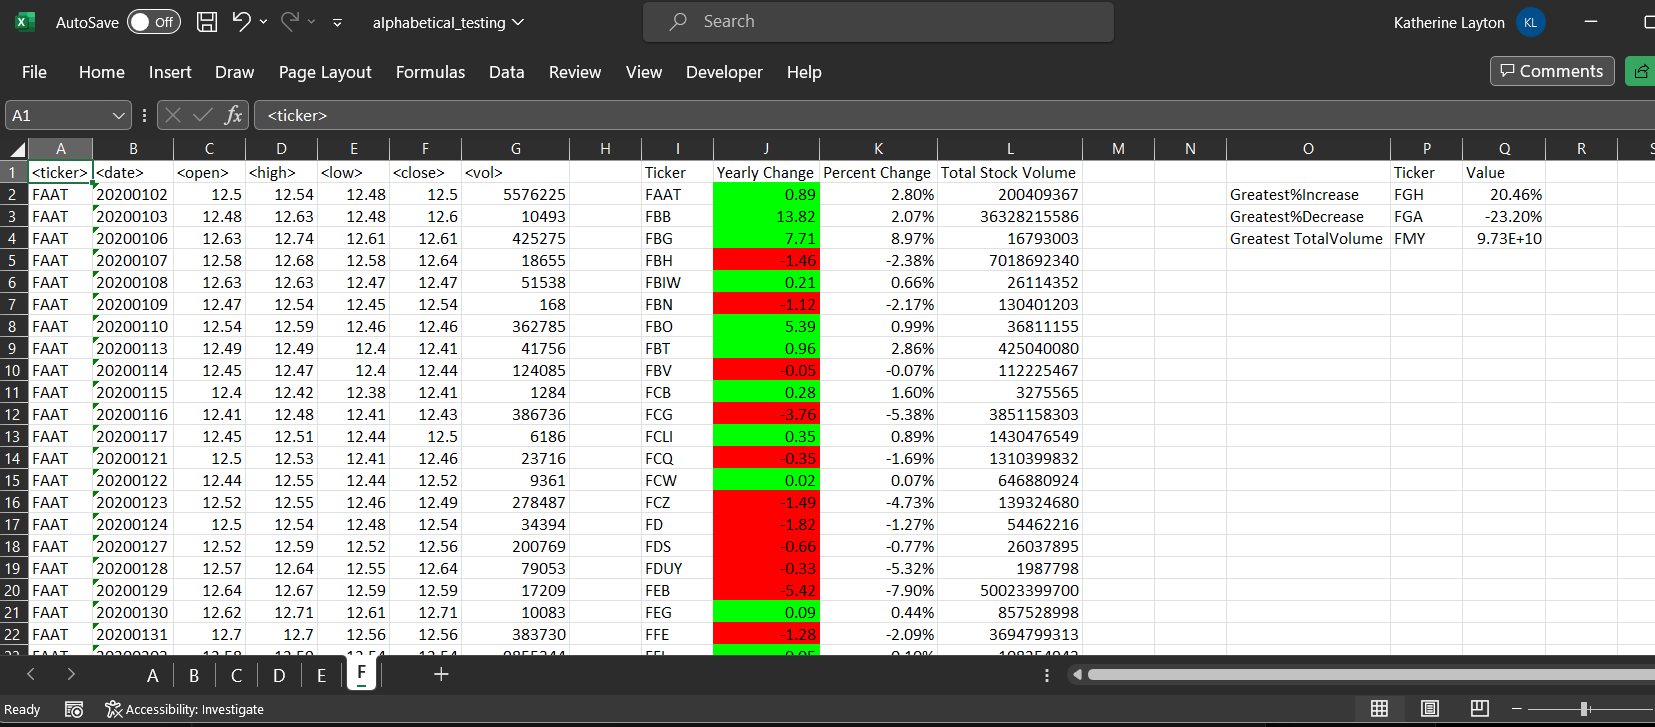 AutoSave Off alphabetical_testing Search Katherine Layton KL
File Home Insert Draw Page Layout Formulas Data Review View Developer Help Comments
A1 fx <ticker>
A B C D E F G H I J K L M N O P Q R S
1 <ticker> <date> <open> <high> <low> <close> <vol> Ticker Yearly Change Percent Change Total Stock Volume Ticker Value
2 FAAT 20200102 12.5 12.54 12.48 12.5 5576225 FAAT 0.89 2.80% 200409367 Greatest%Increase FGH 20.46%
3 FAAT 20200103 12.48 12.63 12.48 12.6 10493 FBB 13.82 2.07% 36328215586 Greatest%Decrease FGA -23.20%
4 FAAT 20200106 12.63 12.74 12.61 12.61 425275 FBG 7.71 8.97% 16793003 Greatest TotalVolume FMY 9.73E+10
5 FAAT 20200107 12.58 12.68 12.58 12.64 18655 FBH -1.46 -2.38% 7018692340
6 FAAT 20200108 12.63 12.63 12.47 12.47 51538 FBIW 0.21 0.66% 26114352
7 FAAT 20200109 12.47 12.54 12.45 12.54 168 FBN -1.12 -2.17% 130401203
8 FAAT 20200110 12.54 12.59 12.46 12.46 362785 FBO 5.39 0.99% 36811155
9 FAAT 20200113 12.49 12.49 12.4 12.41 41756 FBT 0.96 2.86% 425040080
10 FAAT 20200114 12.45 12.47 12.4 12.44 124085 FBV -0.05 -0.07% 112225467
11 FAAT 20200115 12.4 12.42 12.38 12.41 1284 FCB 0.28 1.60% 3275565
12 FAAT 20200116 12.41 12.48 12.41 12.43 386736 FCG -3.76 -5.38% 3851158303
13 FAAT 20200117 12.45 12.51 12.44 12.5 6186 FCLI 0.35 0.89% 1430476549
14 FAAT 20200121 12.5 12.53 12.41 12.46 23716 FCQ -0.35 -1.69% 1310399832
15 FAAT 20200122 12.44 12.55 12.44 12.52 9361 FCW 0.02 0.07% 646880924
16 FAAT 20200123 12.52 12.55 12.46 12.49 278487 FCZ -1.49 -4.73% 139324680
17 FAAT 20200124 12.5 12.54 12.48 12.54 34394 FD -1.82 -1.27% 54462216
18 FAAT 20200127 12.52 12.59 12.52 12.56 200769 FDS -0.66 -0.77% 26037895
19 FAAT 20200128 12.57 12.64 12.55 12.64 79053 FDUY -0.33 -5.32% 1987798
20 FAAT 20200129 12.64 12.67 12.59 12.59 17209 FEB -5.42 -7.90% 50023399700
21 FAAT 20200130 12.62 12.71 12.61 12.71 10083 FEG 0.09 0.44% 857528998
22 FAAT 20200131 12.7 12.7 12.56 12.56 383730 FFE -1.28 -2.09% 3694799313
A B C D E F
Ready Accessibility: Investigate